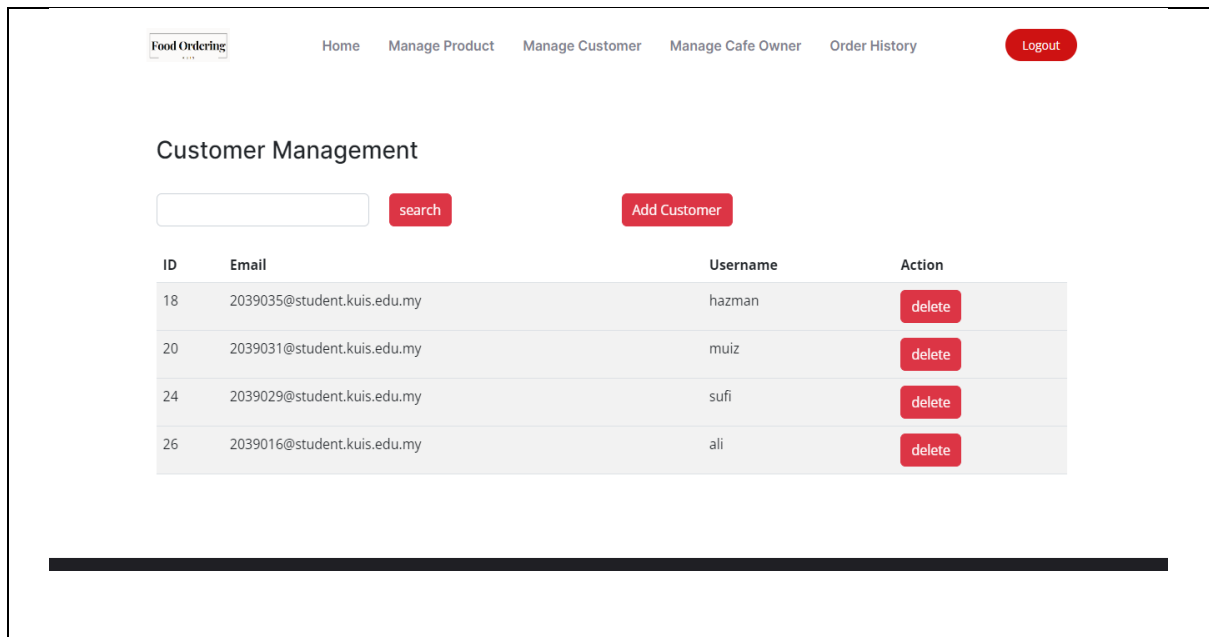 Food Ordering Home Manage Product Manage Customer Manage Cafe Owner Order History Logout
Customer Management
search Add Customer
ID Email Username Action
18 2039035@student.kuis.edu.my hazman delete
20 2039031@student.kuis.edu.my muiz delete
24 2039029@student.kuis.edu.my sufi delete
26 2039016@student.kuis.edu.my ali delete